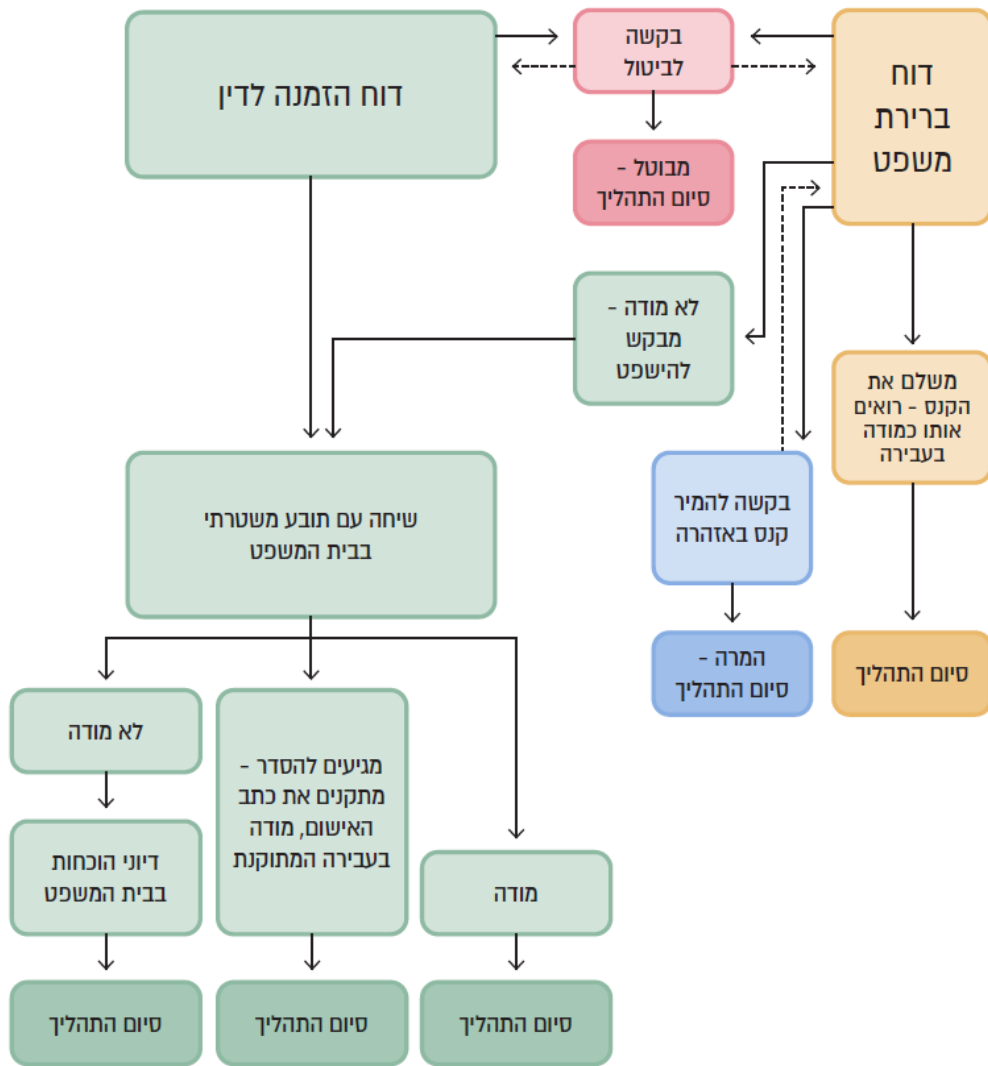 דוח
ברירת
משפט
בקשה
לביטול
דוח הזמנה לדין
מבוטל -
סיום התהליך
לא מודה -
מבקש
להישפט
משלם את
הקנס - רואים
אותו כמודה
בעבירה
בקשה להמיר
קנס באזהרה
שיחה עם תובע משטרתי
בבית המשפט
סיום התהליך
המרה -
סיום התהליך
מודה
מגיעים להסדר -
מתקנים את כתב
האישום, מודה
בעבירה המתוקנת
לא מודה
דיוני הוכחות
בבית המשפט
סיום התהליך
סיום התהליך
סיום התהליך